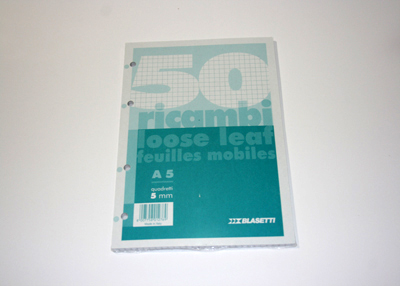 50
ricambi
loose leaf
feuilles mobiles
A 5
quadretti
5 mm
BLASETTI